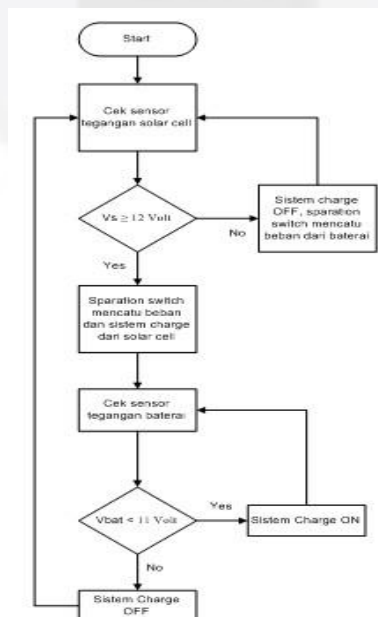 Start
Cek sensor
tegangan solar cell
Vs ≥ 12 Volt
No
Sistem charge
OFF, sparation
switch mencatu
beban dari baterai
Yes
Sparation switch
mencatu beban
dan sistem charge
dari solar cell
Cek sensor
tegangan baterai
Vbat < 11 Volt
Yes
Sistem Charge ON
No
Sistem Charge
OFF